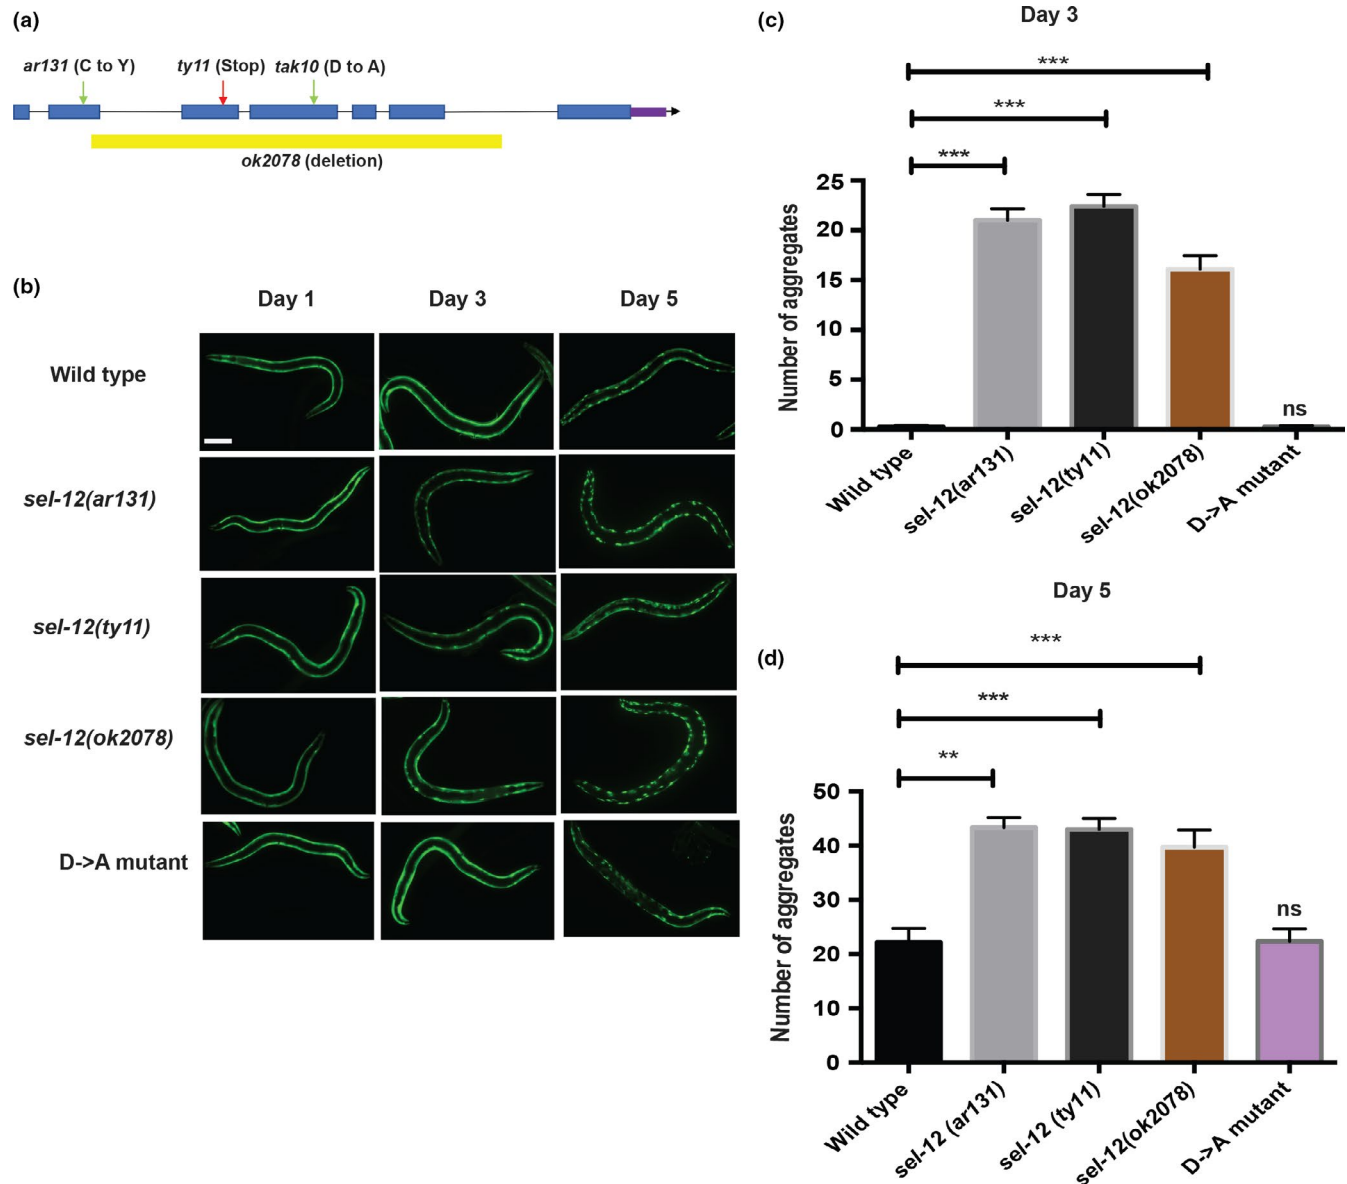 (a)
ar131 (C to Y) ty11 (Stop) tak10 (D to A)
ok2078 (deletion)
(b)
Day 1 Day 3 Day 5
Wild type
sel-12(ar131)
sel-12(ty11)
sel-12(ok2078)
D->A mutant
(c)
Day 3
***
***
***
Number of aggregates
25
20
15
10
5
0
ns
Wild type
sel-12(ar131)
sel-12(ty11)
sel-12(ok2078)
D->A mutant
Day 5
(d)
***
***
**
Number of aggregates
50
40
30
20
10
0
ns
Wild type
sel-12 (ar131)
sel-12 (ty11)
sel-12(ok2078)
D->A mutant